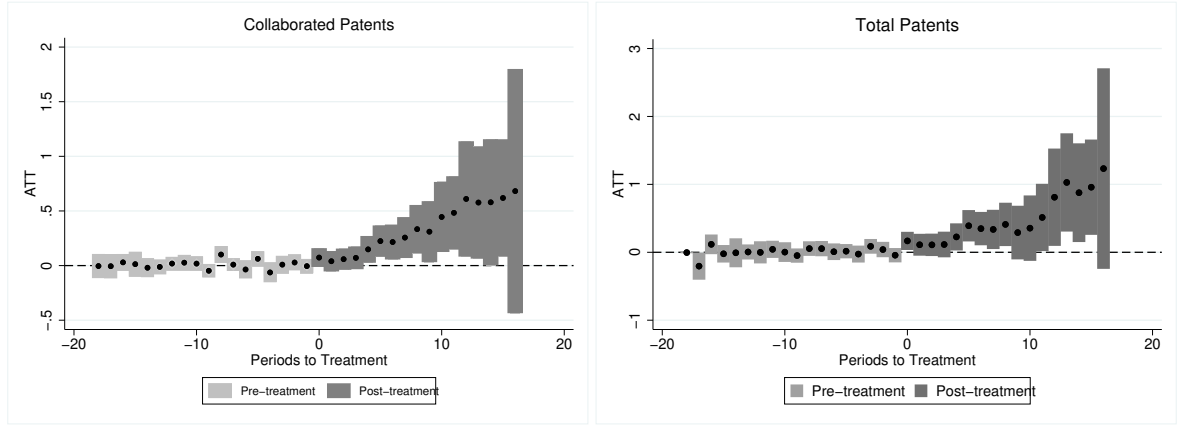 Collaborated Patents
ATT
2
1.5
1
.5
0
−.5
−20
−10
0
10
20
Periods to Treatment
Pre−treatment
Post−treatment
Total Patents
ATT
3
2
1
0
−1
−20
−10
0
10
20
Periods to Treatment
Pre−treatment
Post−treatment